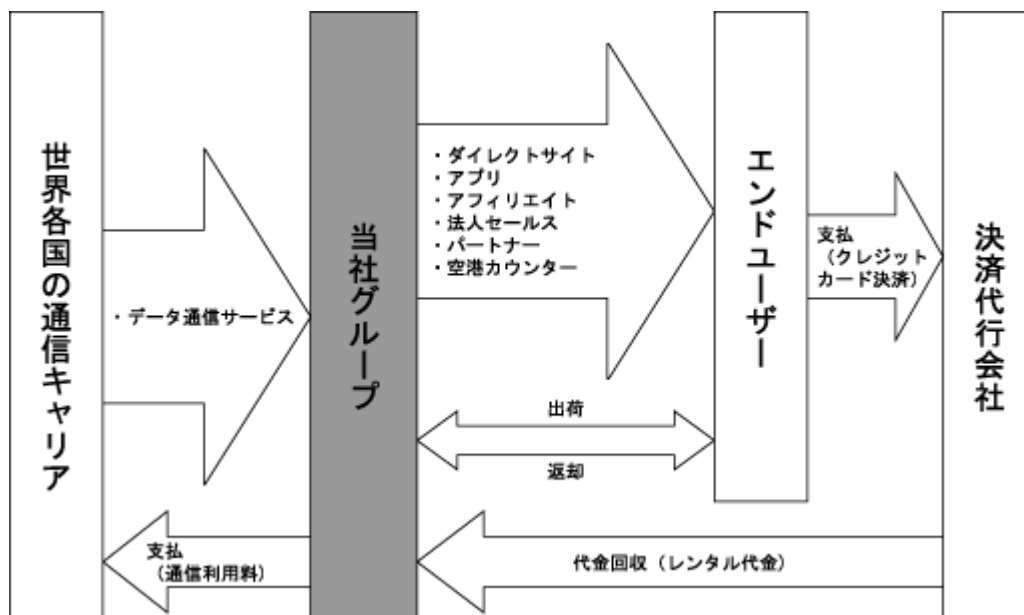 世界各国の通信キャリア
・データ通信サービス
支払
（通信利用料）
当社グループ
・ダイレクトサイト
・アプリ
・アフィリエイト
・法人セールス
・パートナー
・空港カウンター
出荷
返却
エンドユーザー
支払
（クレジット
カード決済）
代金回収（レンタル代金）
決済代行会社